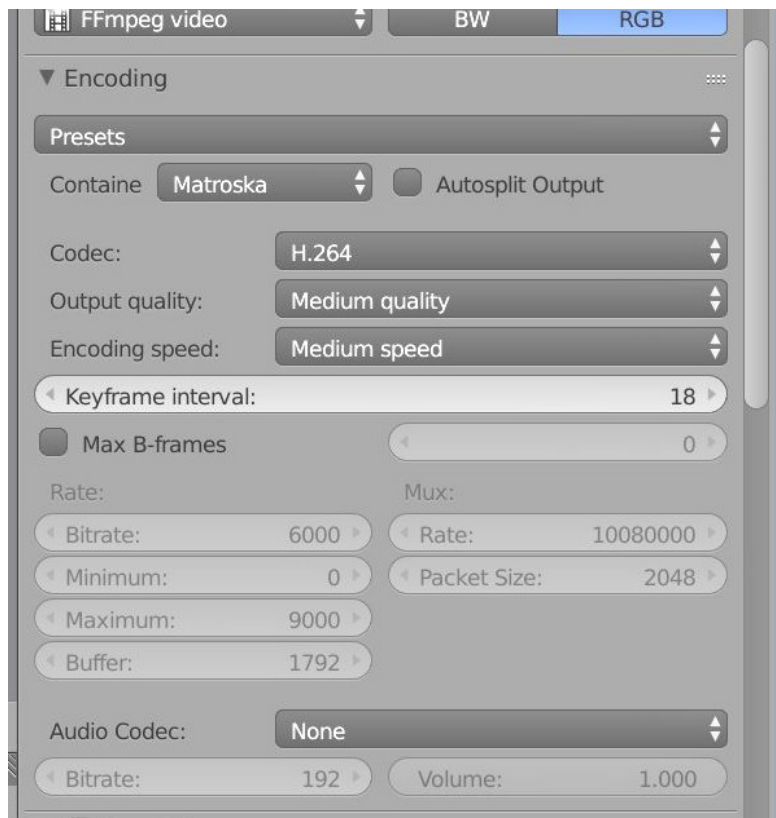 FFmpeg video BW RGB
Encoding
Presets
Containe Matroska Autosplit Output
Codec: H.264
Output quality: Medium quality
Encoding speed: Medium speed
Keyframe interval: 18
Max B-frames 0
Rate: Mux:
Bitrate: 6000 Rate: 10080000
Minimum: 0 Packet Size: 2048
Maximum: 9000
Buffer: 1792
Audio Codec: None
Bitrate: 192 Volume: 1.000